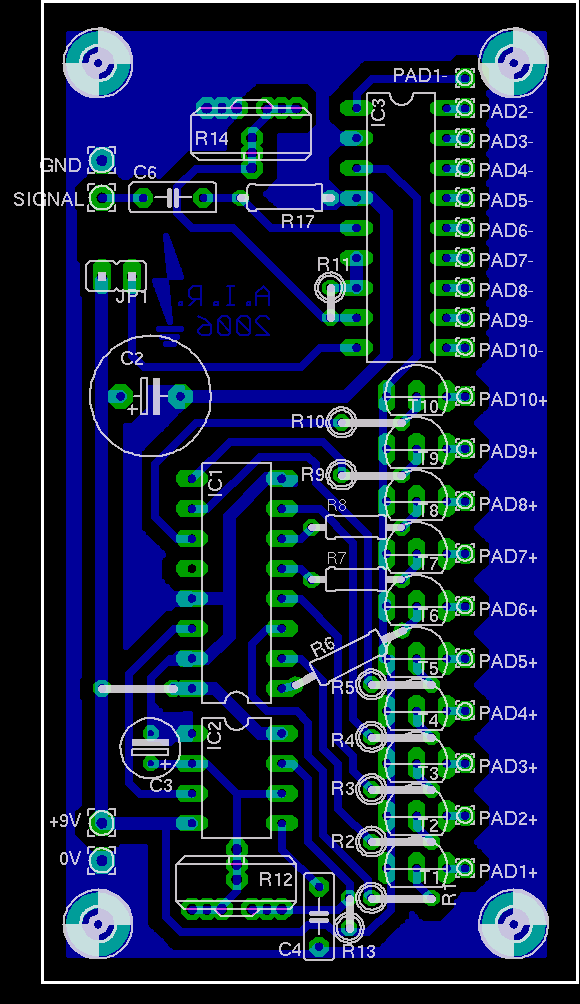 PAD1-
IC3
PAD2-
R14
PAD3-
GND
C6
PAD4-
SIGNAL
PAD5-
R17
PAD6-
R11
PAD7-
JP1
A.I.R.
PAD8-
2006
PAD9-
C2
PAD10-
+
T10
PAD10+
R10
T9
PAD9+
IC1
R9
R8
T8
PAD8+
R7
T7
PAD7+
T6
PAD6+
R6
T5
PAD5+
R5
T4
PAD4+
IC2
R4
T3
PAD3+
+
C3
R3
+9V
T2
PAD2+
R2
0V
T1
PAD1+
R12
R1
C4
R13